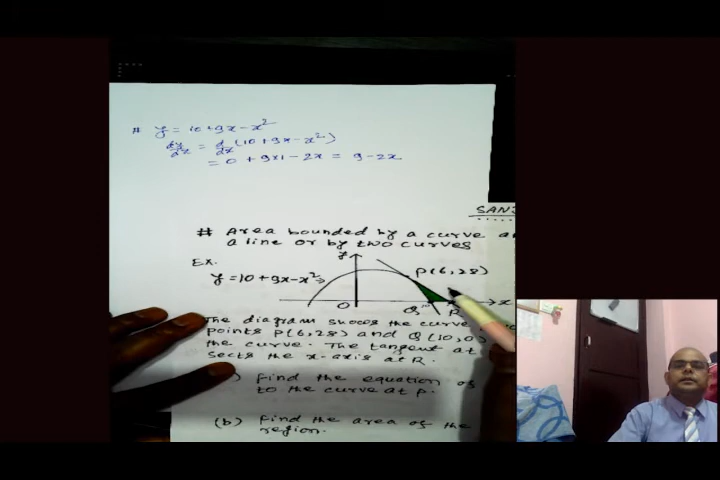 # y = 10+9x-x²
dy/dx = d/dx (10+9x-x²)
= 0 + 9x1 - 2x = 9-2x
SANJ
# Area bounded by a curve an
a line or by two curves
Ex.
y
P(6,28)
y=10+9x-x²
O
Q
R
x
The diagram shows the curve
points P(6,28) and Q(10,0)
the curve. The tangent at
sects the x-axis at R.
) Find the equation of
to the curve at P.
(b) Find the area of the
region.